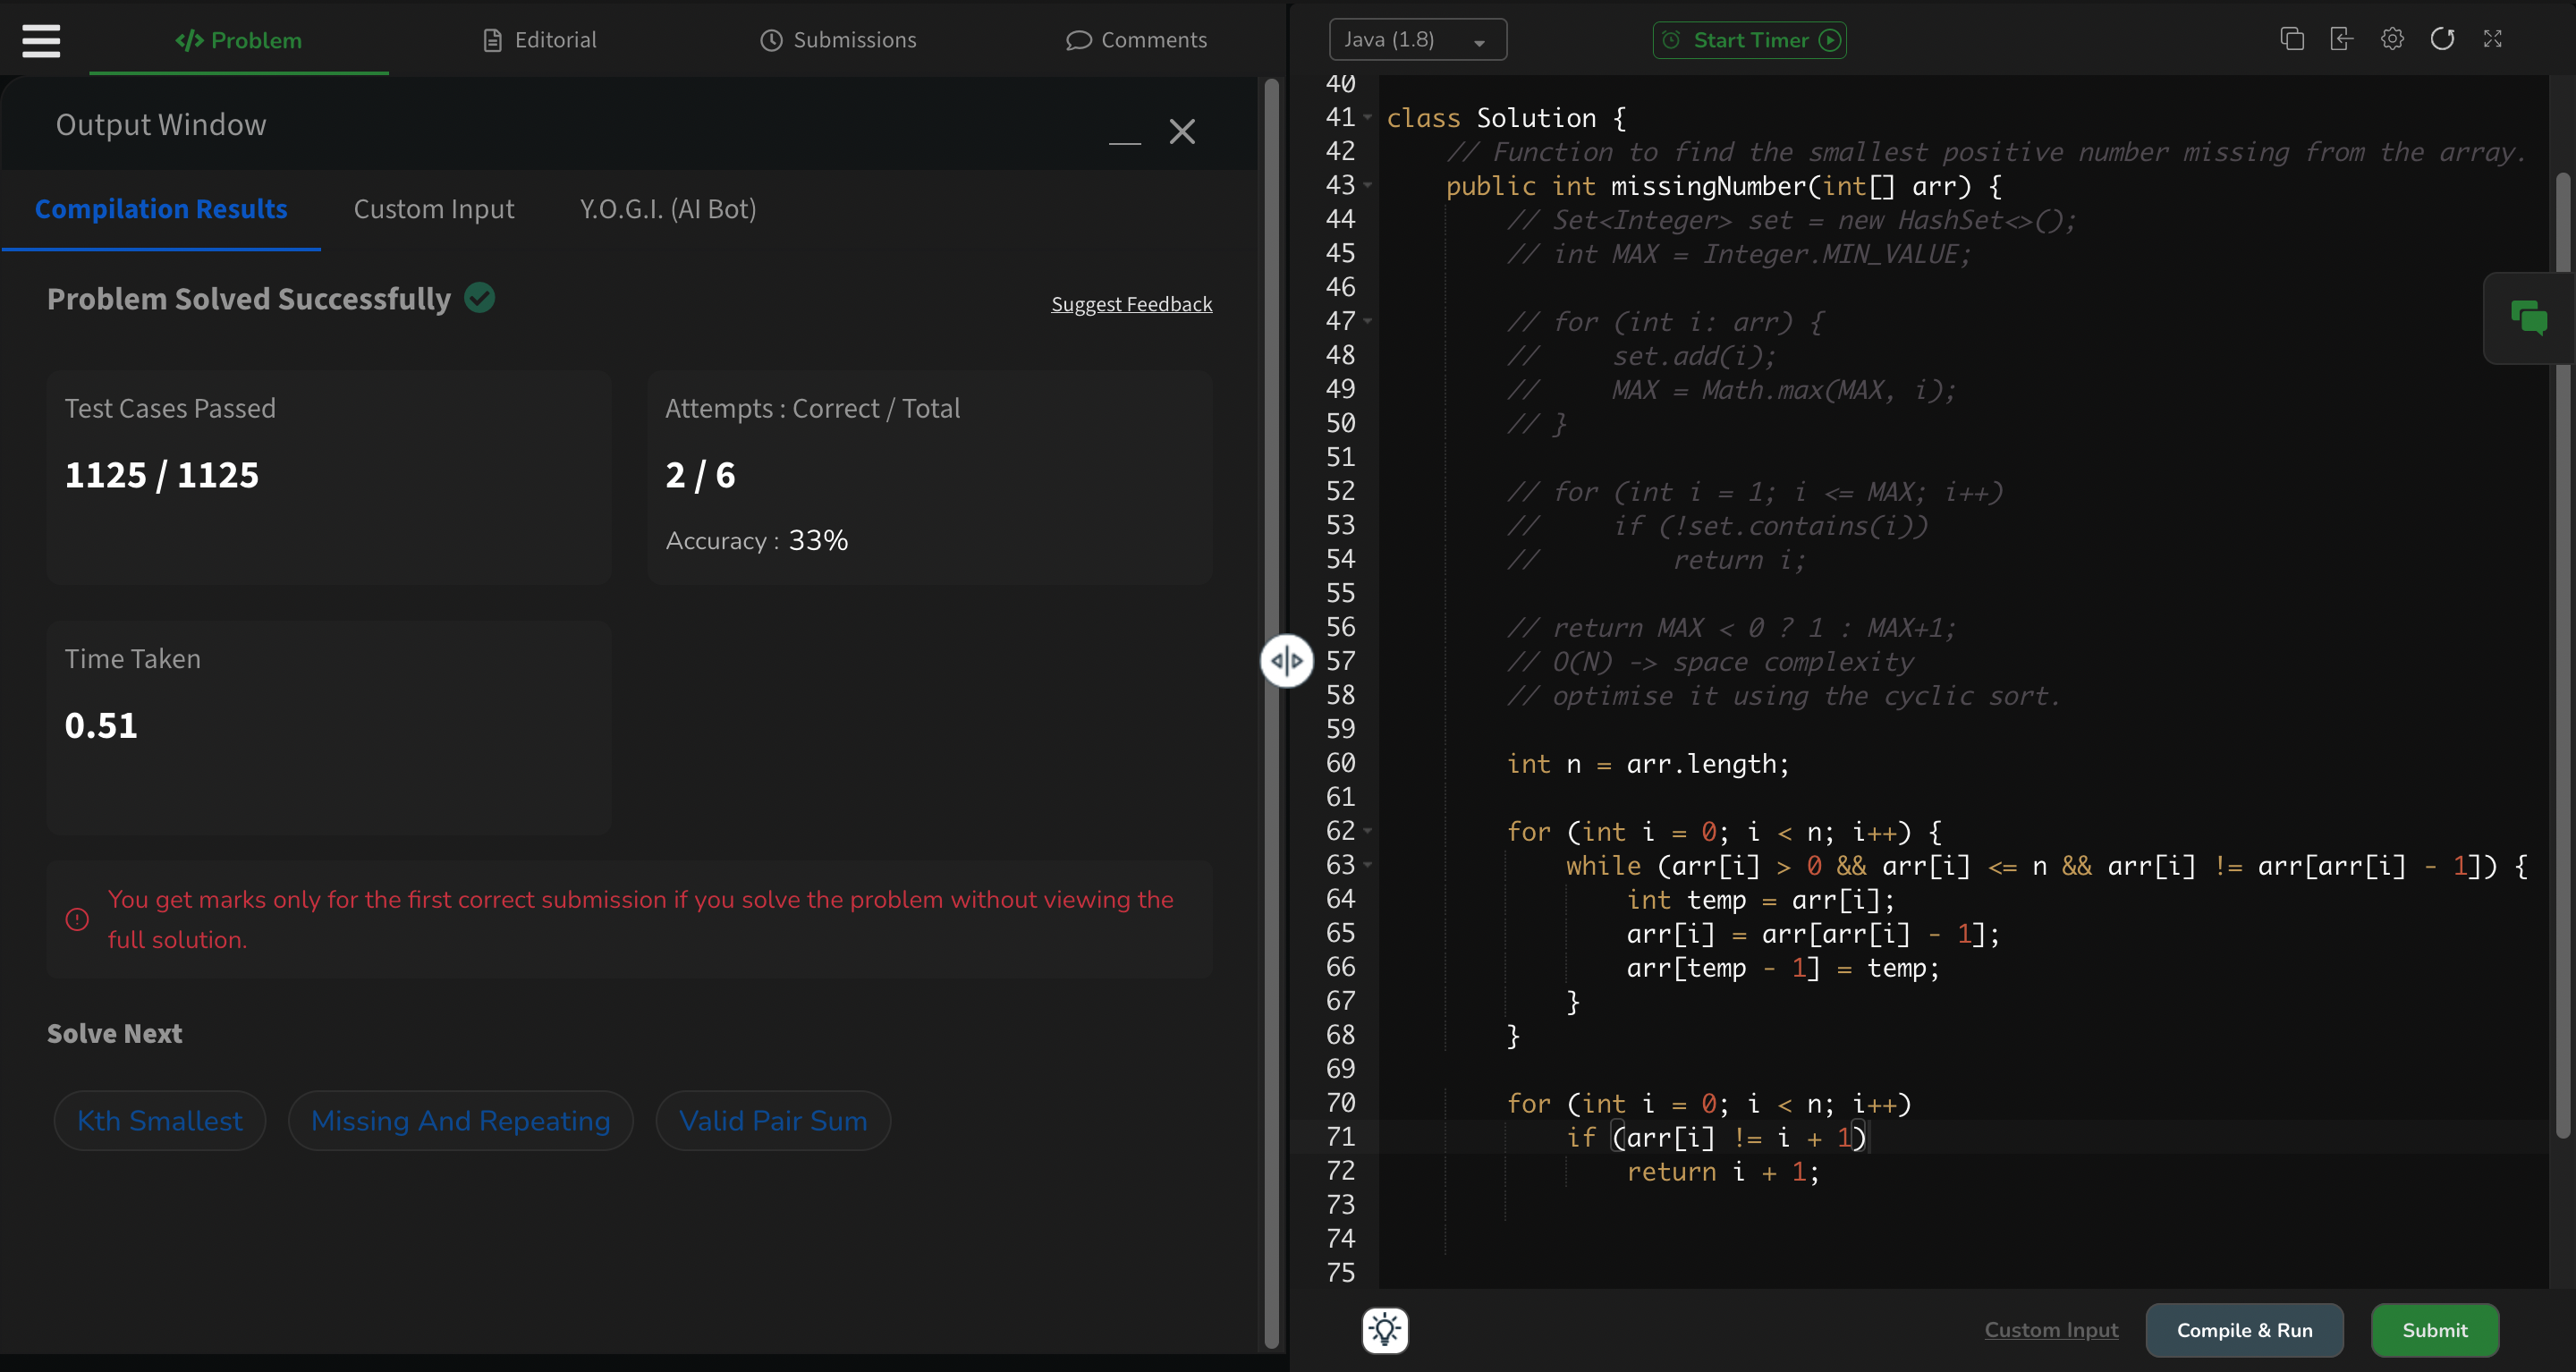 </> Problem
Editorial
Submissions
Comments
Output Window
Compilation Results
Custom Input
Y.O.G.I. (AI Bot)
Problem Solved Successfully
Suggest Feedback
Test Cases Passed
1125 / 1125
Attempts : Correct / Total
2 / 6
Accuracy : 33%
Time Taken
0.51
You get marks only for the first correct submission if you solve the problem without viewing the
full solution.
Solve Next
Kth Smallest
Missing And Repeating
Valid Pair Sum
Java (1.8)
Start Timer
40
41 class Solution {
42 // Function to find the smallest positive number missing from the array.
43 public int missingNumber(int[] arr) {
44 // Set<Integer> set = new HashSet<>();
45 // int MAX = Integer.MIN_VALUE;
46
47 // for (int i: arr) {
48 // set.add(i);
49 // MAX = Math.max(MAX, i);
50 // }
51
52 // for (int i = 1; i <= MAX; i++)
53 // if (!set.contains(i))
54 // return i;
55
56 // return MAX < 0 ? 1 : MAX+1;
57 // O(N) -> space complexity
58 // optimise it using the cyclic sort.
59
60 int n = arr.length;
61
62 for (int i = 0; i < n; i++) {
63 while (arr[i] > 0 && arr[i] <= n && arr[i] != arr[arr[i] - 1]) {
64 int temp = arr[i];
65 arr[i] = arr[arr[i] - 1];
66 arr[temp - 1] = temp;
67 }
68 }
69
70 for (int i = 0; i < n; i++)
71 if (arr[i] != i + 1)
72 return i + 1;
73
74
75
Custom Input
Compile & Run
Submit